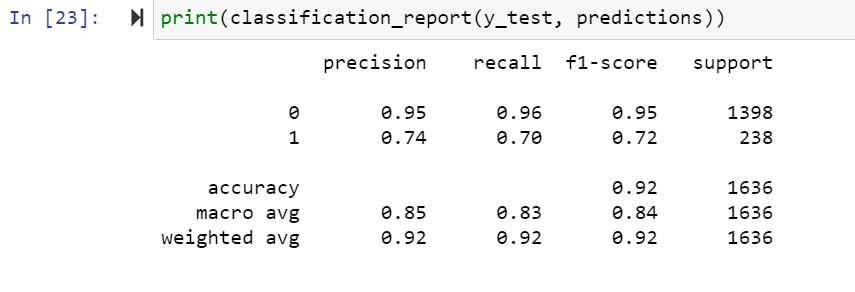 In [23]: print(classification_report(y_test, predictions))
precision recall f1-score support
0 0.95 0.96 0.95 1398
1 0.74 0.70 0.72 238
accuracy 0.92 1636
macro avg 0.85 0.83 0.84 1636
weighted avg 0.92 0.92 0.92 1636